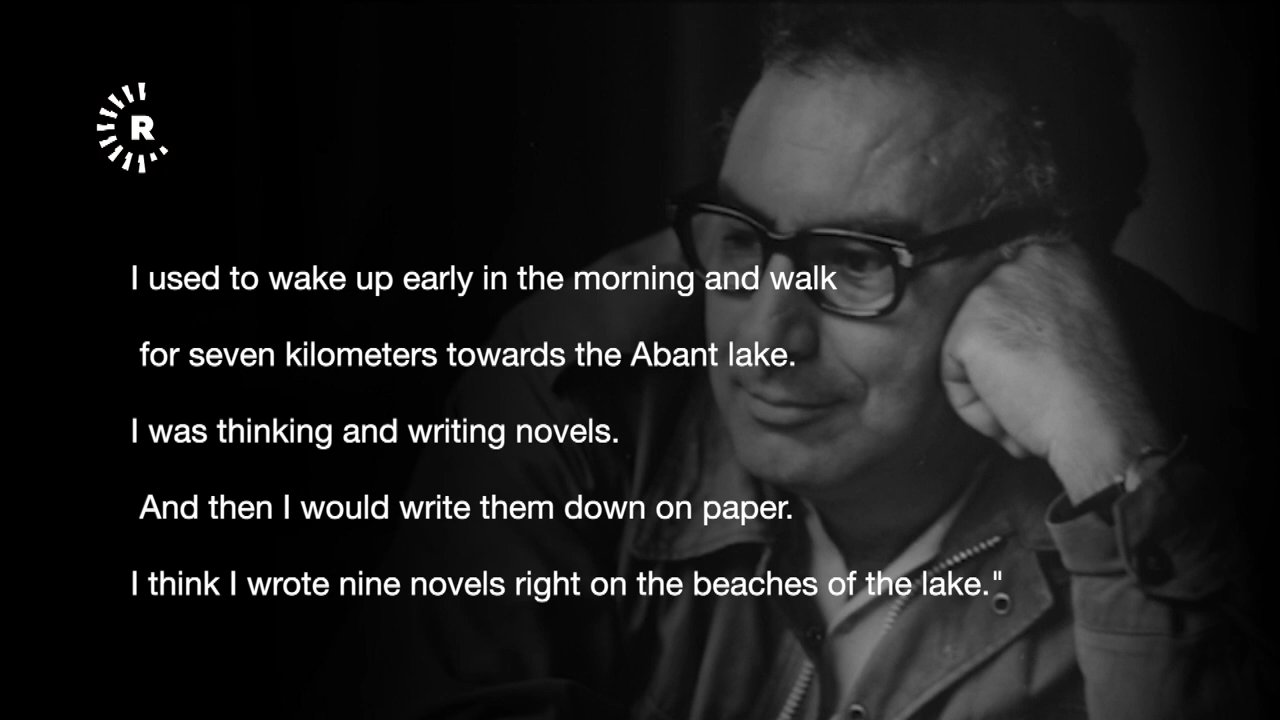 R
I used to wake up early in the morning and walk
for seven kilometers towards the Abant lake.
I was thinking and writing novels.
And then I would write them down on paper.
I think I wrote nine novels right on the beaches of the lake."